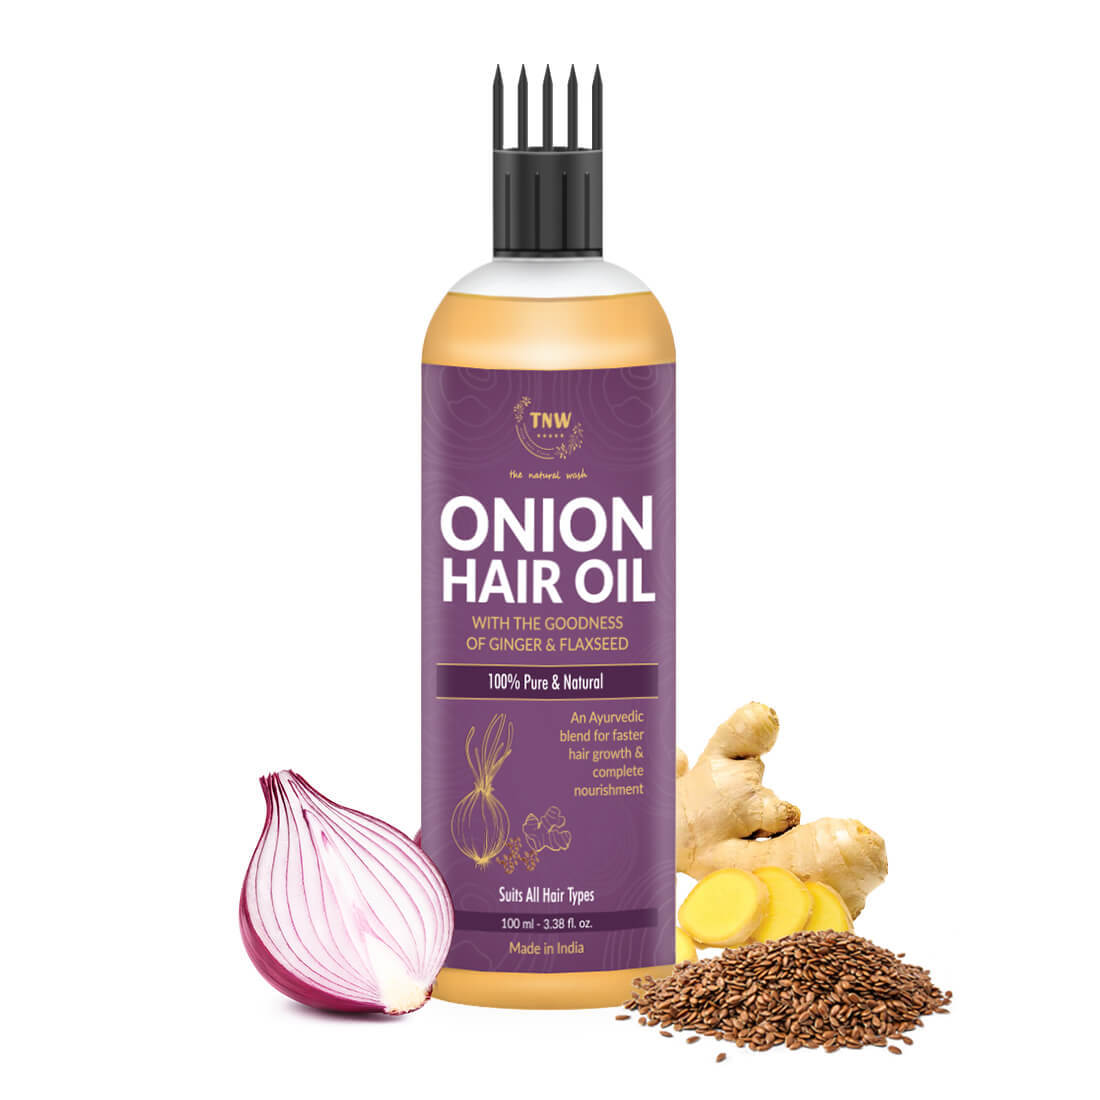 TNW
the natural wash
ONION
HAIR OIL
WITH THE GOODNESS
OF GINGER & FLAXSEED
100% Pure & Natural
An Ayurvedic
blend for faster
hair growth &
complete
nourishment
Suits All Hair Types
100 ml - 3.38 fl. oz.
Made in India